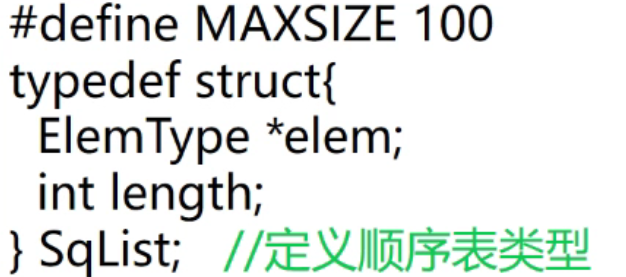 #define MAXSIZE 100
typedef struct{
ElemType *elem;
int length;
} SqList; //定义顺序表类型